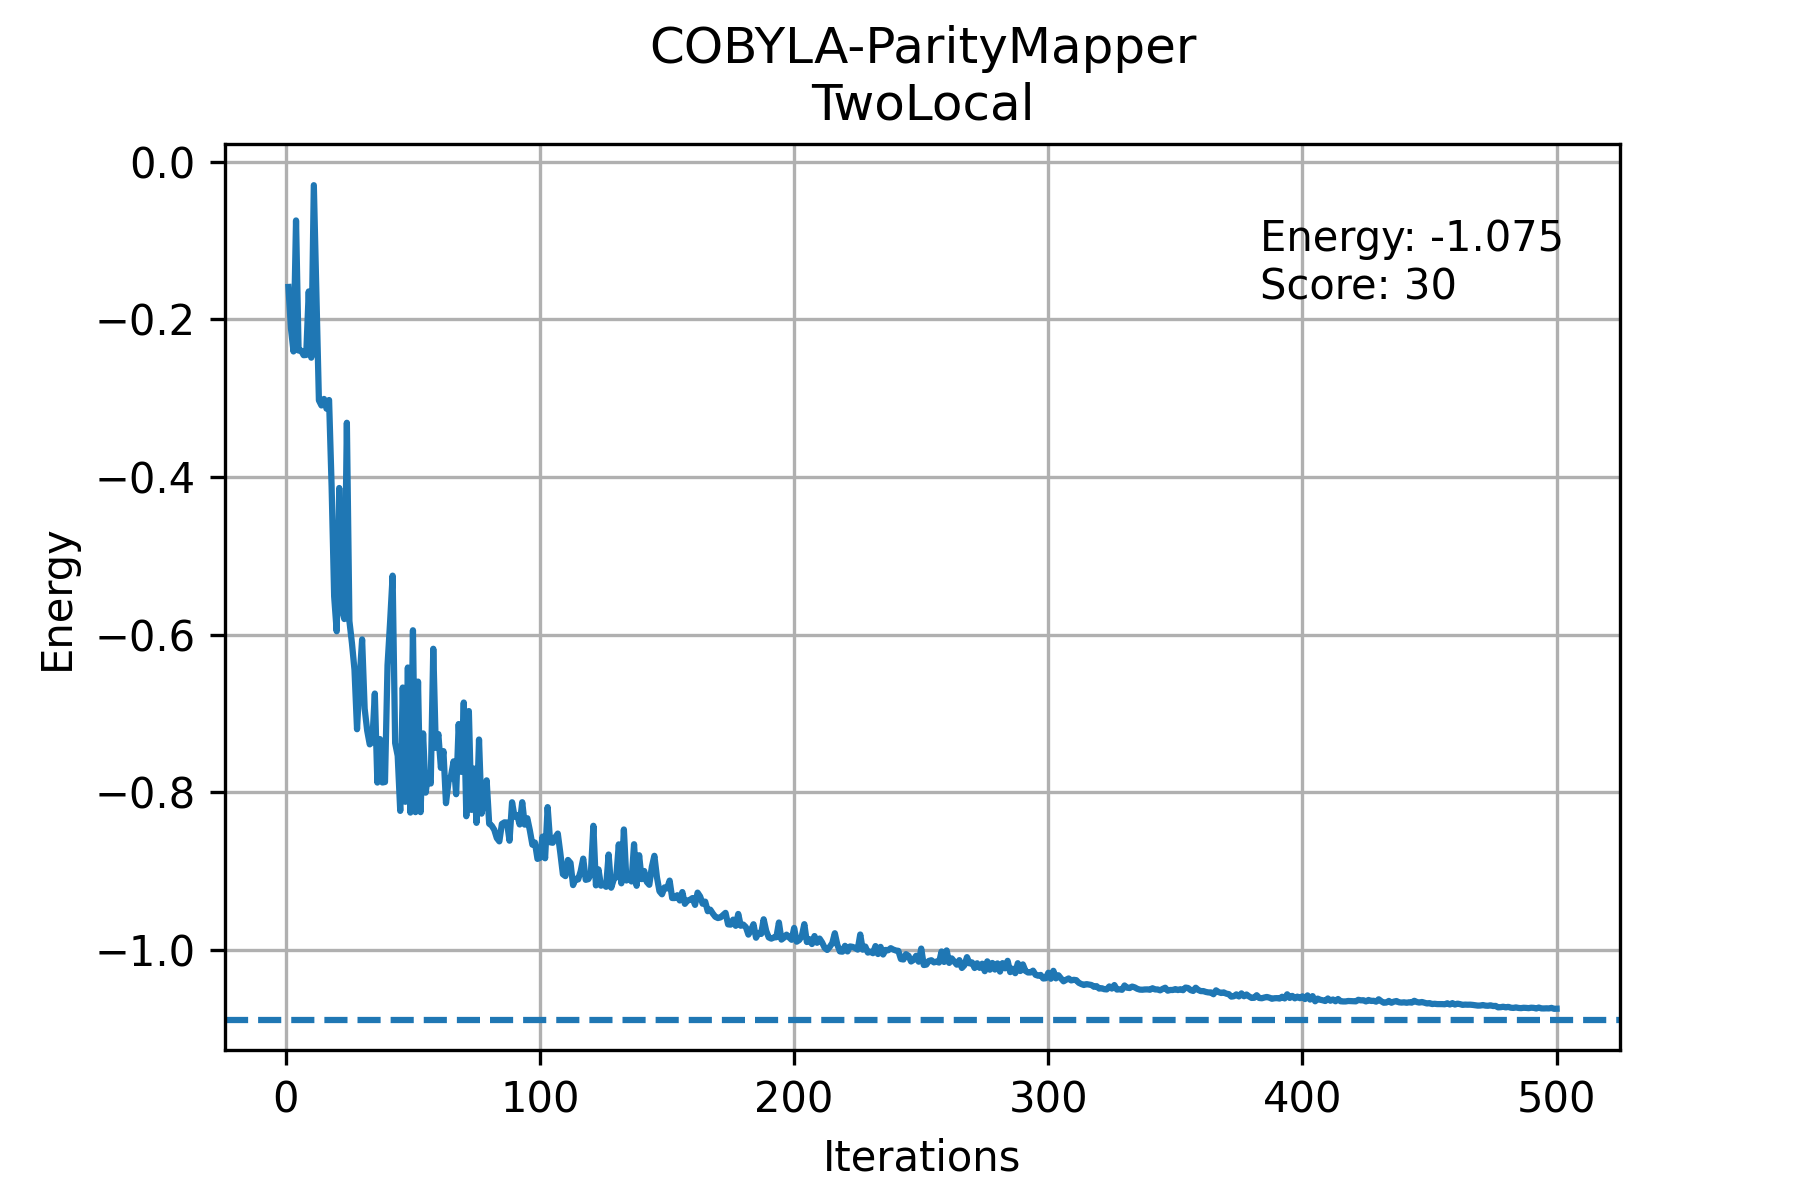 COBYLA-ParityMapper
TwoLocal
0.0
−0.2
−0.4
−0.6
−0.8
−1.0
Energy
Energy: -1.075
Score: 30
0 100 200 300 400 500
Iterations